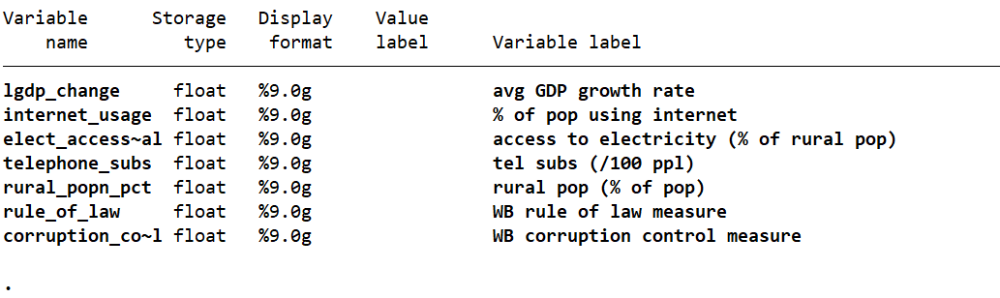 Variable Storage Display Value
name type format label Variable label
lgdp_change float %9.0g avg GDP growth rate
internet_usage float %9.0g % of pop using internet
elect_access~al float %9.0g access to electricity (% of rural pop)
telephone_subs float %9.0g tel subs (/100 ppl)
rural_popn_pct float %9.0g rural pop (% of pop)
rule_of_law float %9.0g WB rule of law measure
corruption_co~l float %9.0g WB corruption control measure
.